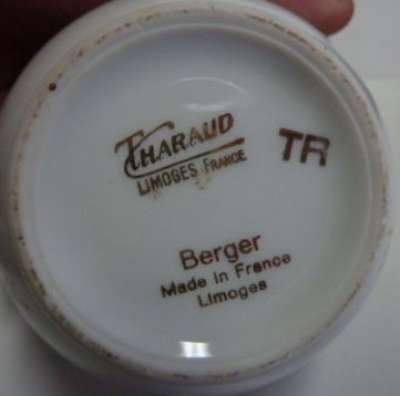 THARAUD
LIMOGES FRANCE
TR
Berger
Made in France
Limoges